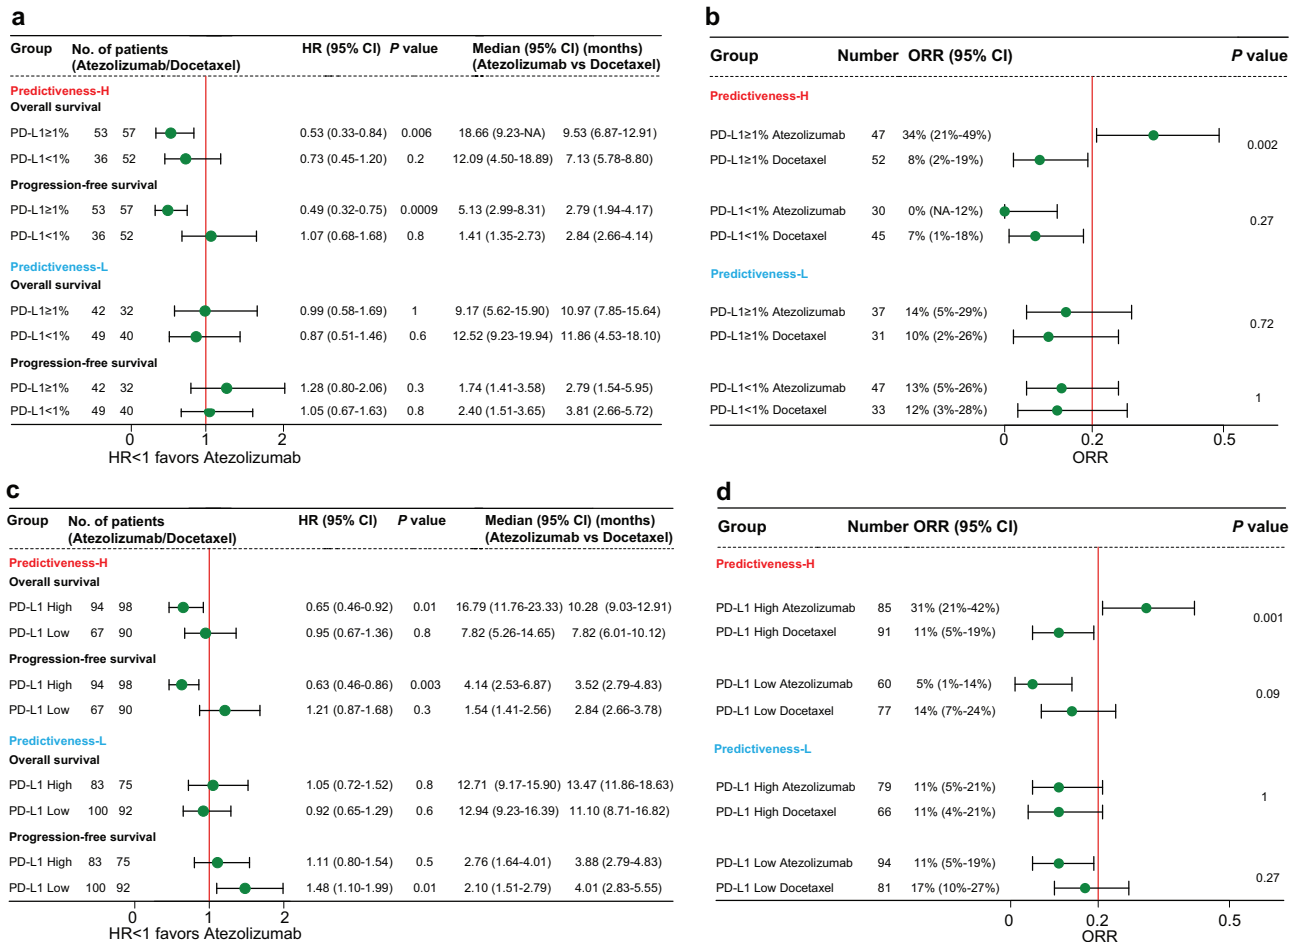 a
Group No. of patients HR (95% CI) P value Median (95% CI) (months)
(Atezolizumab/Docetaxel) (Atezolizumab vs Docetaxel)
Predictiveness-H
Overall survival
PD-L1≥1% 53 57 0.53 (0.33-0.84) 0.006 18.66 (9.23-NA) 9.53 (6.87-12.91)
PD-L1<1% 36 52 0.73 (0.45-1.20) 0.2 12.09 (4.50-18.89) 7.13 (5.78-8.80)
Progression-free survival
PD-L1≥1% 53 57 0.49 (0.32-0.75) 0.0009 5.13 (2.99-8.31) 2.79 (1.94-4.17)
PD-L1<1% 36 52 1.07 (0.68-1.68) 0.8 1.41 (1.35-2.73) 2.84 (2.66-4.14)
Predictiveness-L
Overall survival
PD-L1≥1% 42 32 0.99 (0.58-1.69) 1 9.17 (5.62-15.90) 10.97 (7.85-15.64)
PD-L1<1% 49 40 0.87 (0.51-1.46) 0.6 12.52 (9.23-19.94) 11.86 (4.53-18.10)
Progression-free survival
PD-L1≥1% 42 32 1.28 (0.80-2.06) 0.3 1.74 (1.41-3.58) 2.79 (1.54-5.95)
PD-L1<1% 49 40 1.05 (0.67-1.63) 0.8 2.40 (1.51-3.65) 3.81 (2.66-5.72)
0 1 2
HR<1 favors Atezolizumab
b
Group Number ORR (95% CI) P value
Predictiveness-H
PD-L1≥1% Atezolizumab 47 34% (21%-49%)
0.002
PD-L1≥1% Docetaxel 52 8% (2%-19%)
PD-L1<1% Atezolizumab 30 0% (NA-12%)
0.27
PD-L1<1% Docetaxel 45 7% (1%-18%)
Predictiveness-L
PD-L1≥1% Atezolizumab 37 14% (5%-29%)
0.72
PD-L1≥1% Docetaxel 31 10% (2%-26%)
PD-L1<1% Atezolizumab 47 13% (5%-26%)
1
PD-L1<1% Docetaxel 33 12% (3%-28%)
0 0.2 0.5
ORR
c
Group No. of patients HR (95% CI) P value Median (95% CI) (months)
(Atezolizumab/Docetaxel) (Atezolizumab vs Docetaxel)
Predictiveness-H
Overall survival
PD-L1 High 94 98 0.65 (0.46-0.92) 0.01 16.79 (11.76-23.33) 10.28 (9.03-12.91)
PD-L1 Low 67 90 0.95 (0.67-1.36) 0.8 7.82 (5.26-14.65) 7.82 (6.01-10.12)
Progression-free survival
PD-L1 High 94 98 0.63 (0.46-0.86) 0.003 4.14 (2.53-6.87) 3.52 (2.79-4.83)
PD-L1 Low 67 90 1.21 (0.87-1.68) 0.3 1.54 (1.41-2.56) 2.84 (2.66-3.78)
Predictiveness-L
Overall survival
PD-L1 High 83 75 1.05 (0.72-1.52) 0.8 12.71 (9.17-15.90) 13.47 (11.86-18.63)
PD-L1 Low 100 92 0.92 (0.65-1.29) 0.6 12.94 (9.23-16.39) 11.10 (8.71-16.82)
Progression-free survival
PD-L1 High 83 75 1.11 (0.80-1.54) 0.5 2.76 (1.64-4.01) 3.88 (2.79-4.83)
PD-L1 Low 100 92 1.48 (1.10-1.99) 0.01 2.10 (1.51-2.79) 4.01 (2.83-5.55)
0 1 2
HR<1 favors Atezolizumab
d
Group Number ORR (95% CI) P value
Predictiveness-H
PD-L1 High Atezolizumab 85 31% (21%-42%)
0.001
PD-L1 High Docetaxel 91 11% (5%-19%)
PD-L1 Low Atezolizumab 60 5% (1%-14%)
0.09
PD-L1 Low Docetaxel 77 14% (7%-24%)
Predictiveness-L
PD-L1 High Atezolizumab 79 11% (5%-21%)
1
PD-L1 High Docetaxel 66 11% (4%-21%)
PD-L1 Low Atezolizumab 94 11% (5%-19%)
0.27
PD-L1 Low Docetaxel 81 17% (10%-27%)
0 0.2 0.5
ORR